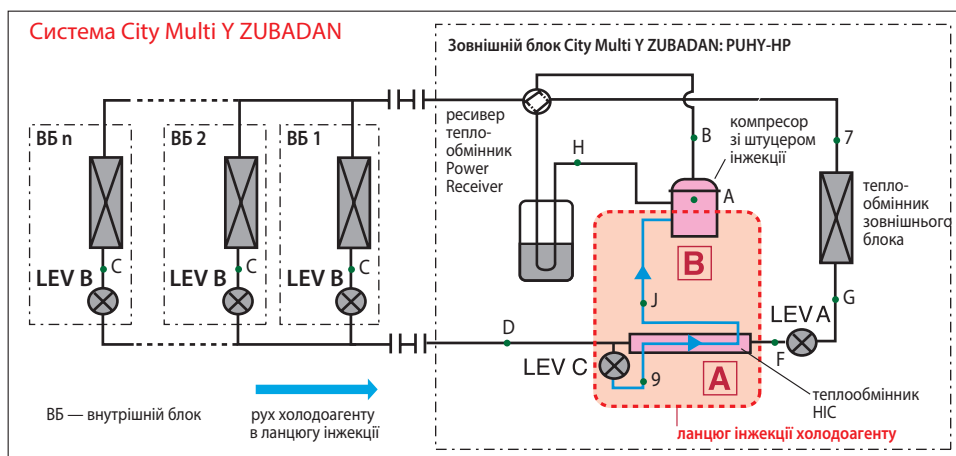 Система City Multi Y ZUBADAN
Зовнішній блок City Multi Y ZUBADAN: PUHY-HP
ВБ n
ВБ 2
ВБ 1
ресивер
тепло-
обмінник
Power
Receiver
H
B
компресор
зі штуцером
інжекції
A
7
тепло-
обмінник
зовнішнього
блока
B
C
C
C
LEV B
LEV B
LEV B
J
G
LEV A
D
F
LEV C
9
A
теплообмінник
HIC
ВБ — внутрішній блок
рух холодоагенту
в ланцюгу інжекції
ланцюг інжекції холодоагенту